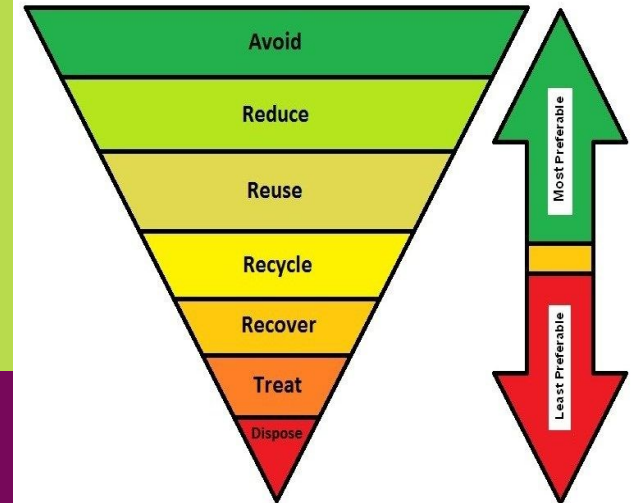 Avoid
Reduce
Reuse
Recycle
Recover
Treat
Dispose
Most Preferable
Least Preferable